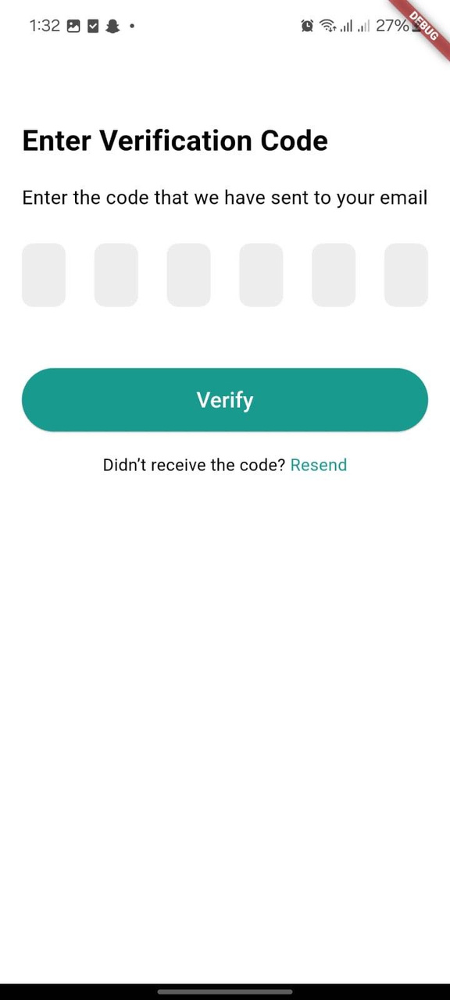 1:32
27%
DEBUG
Enter Verification Code
Enter the code that we have sent to your email
Verify
Didn’t receive the code? Resend